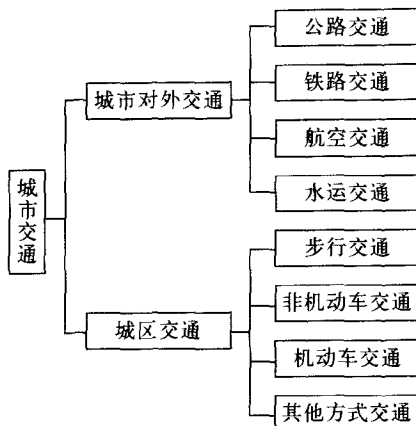 城市交通
城市对外交通
公路交通
铁路交通
航空交通
水运交通
城区交通
步行交通
非机动车交通
机动车交通
其他方式交通